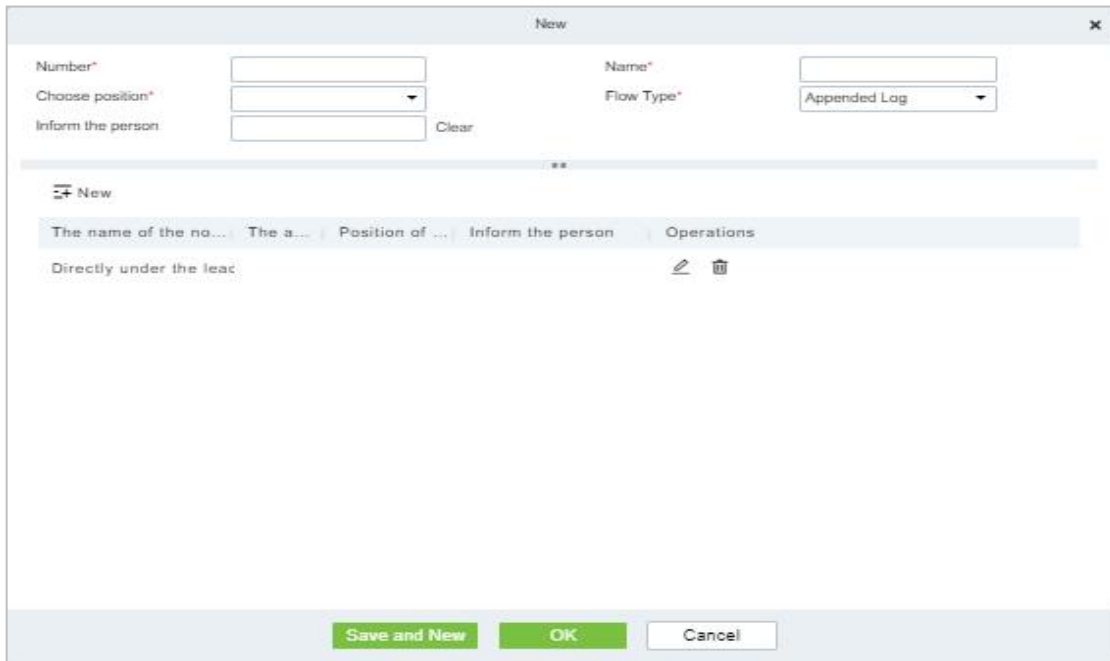 New
Number* Name*
Choose position* Flow Type* Appended Log
Inform the person Clear
New
The name of the no... The a... Position of ... Inform the person Operations
Directly under the leac
Save and New OK Cancel